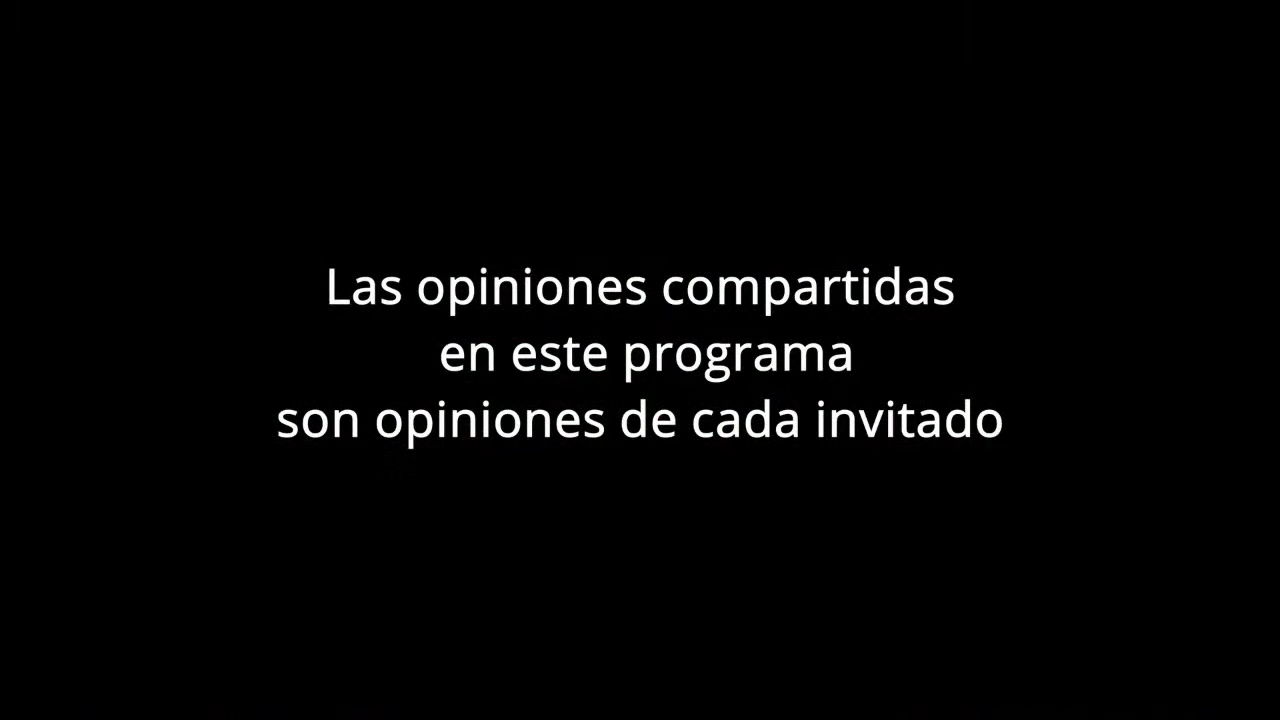 Las opiniones compartidas
en este programa
son opiniones de cada invitado